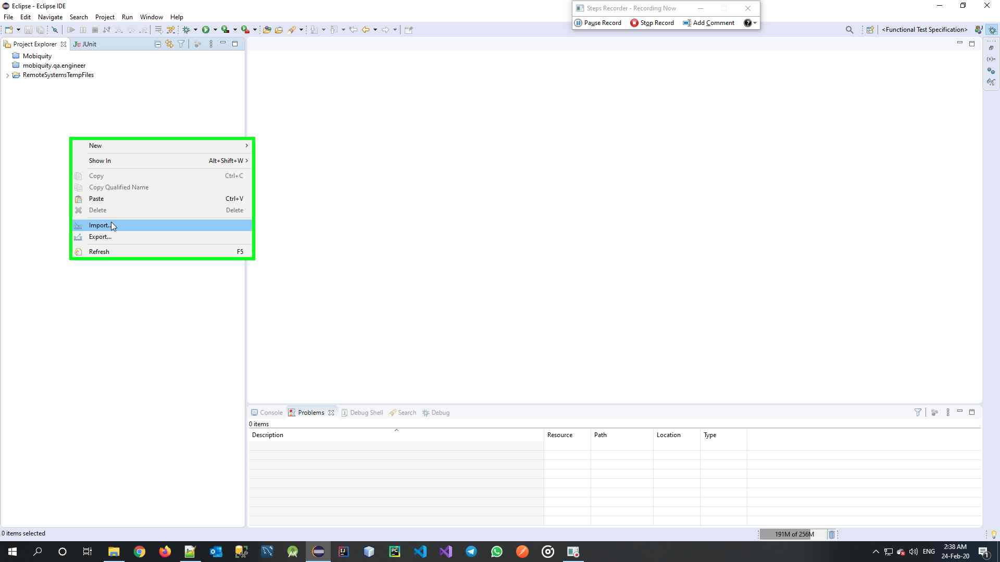 Eclipse - Eclipse IDE
Steps Recorder - Recording Now
File Edit Navigate Search Project Run Window Help
Pause Record Stop Record Add Comment ?
<Functional Test Specification>
Project Explorer JUnit
Mobiquity
mobiquity.qa.engineer
RemoteSystemsTempFiles
(x)=
New
Show In Alt+Shift+W
Copy Ctrl+C
Copy Qualified Name
Paste Ctrl+V
Delete Delete
Import...
Export...
Refresh F5
Console Problems Debug Shell Search Debug
0 items
Description Resource Path Location Type
0 items selected
191M of 256M
ENG
2:38 AM
24-Feb-20
1